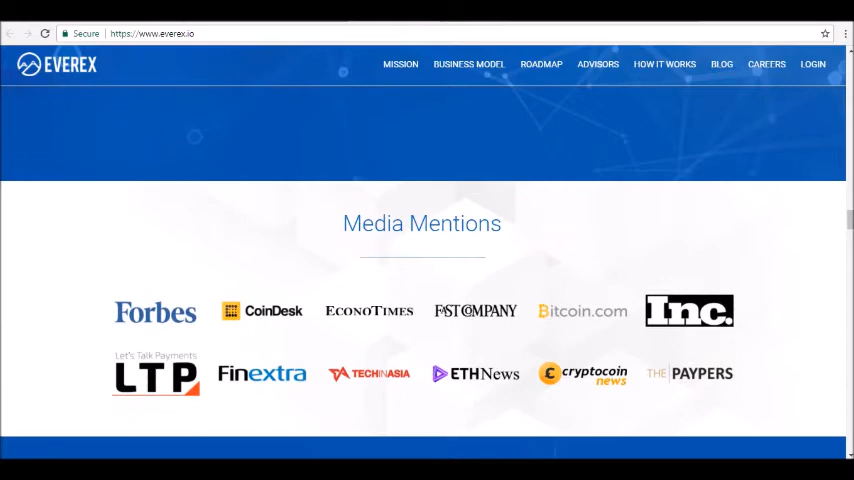 Secure https://www.everex.io
EVEREX MISSION BUSINESS MODEL ROADMAP ADVISORS HOW IT WORKS BLOG CAREERS LOGIN
Media Mentions
Forbes CoinDesk ECONOTIMES FAST COMPANY Bitcoin.com Inc.
Let's Talk Payments
LTP Finextra TECHINASIA ETHNews cryptocoin news THE PAYPERS